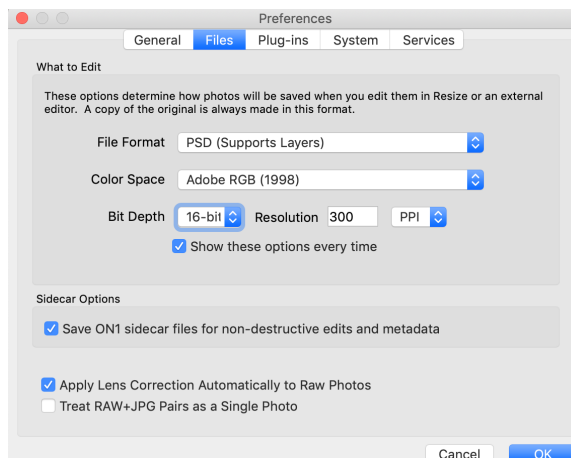 Preferences
General Files Plug-ins System Services
What to Edit
These options determine how photos will be saved when you edit them in Resize or an external
editor. A copy of the original is always made in this format.
File Format PSD (Supports Layers)
Color Space Adobe RGB (1998)
Bit Depth 16-bit Resolution 300 PPI
Show these options every time
Sidecar Options
Save ON1 sidecar files for non-destructive edits and metadata
Apply Lens Correction Automatically to Raw Photos
Treat RAW+JPG Pairs as a Single Photo
Cancel OK